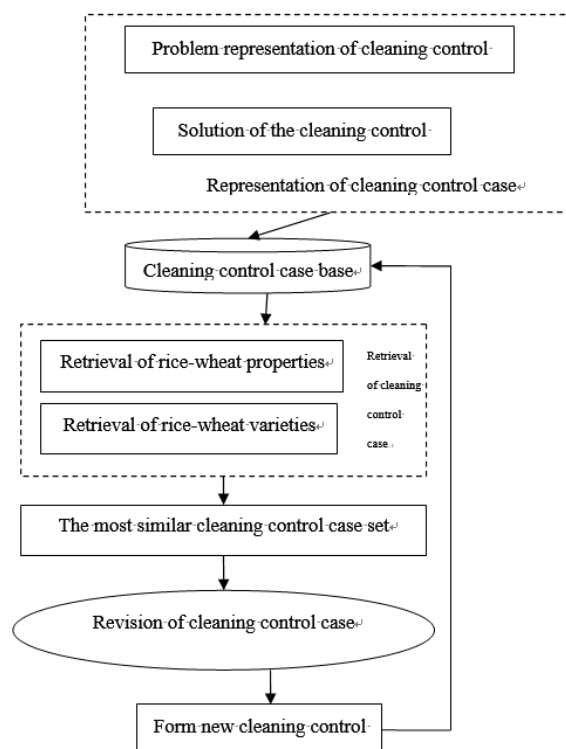 Problem representation of cleaning control
Solution of the cleaning control
Representation of cleaning control case
Cleaning control case base
Retrieval of rice-wheat properties
Retrieval of rice-wheat varieties
Retrieval
of cleaning
control
case
The most similar cleaning control case set
Revision of cleaning control case
Form new cleaning control